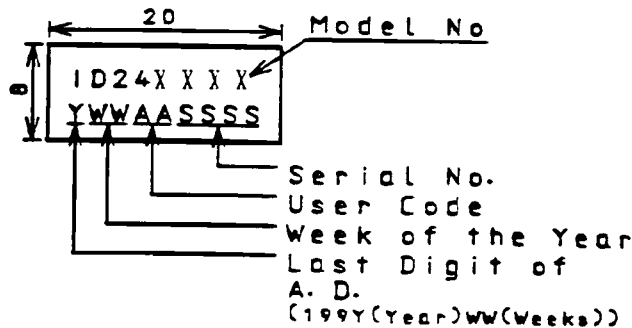 20
Model No
8
ID24X X X X
YWWAASSSS
Serial No.
User Code
Week of the Year
Last Digit of
A. D.
(199Y(Year)WW(Weeks))